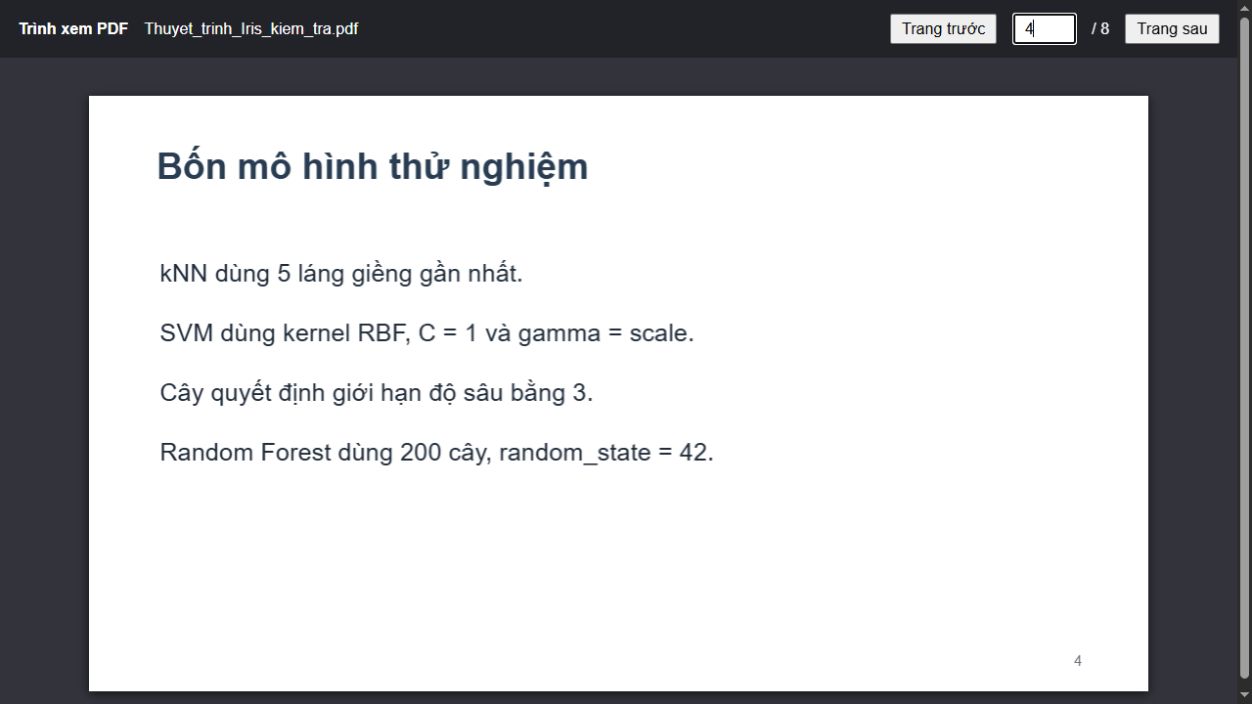 Trình xem PDF Thuyet_trinh_Iris_kiem_tra.pdf Trang trước 4 / 8 Trang sau
Bốn mô hình thử nghiệm
kNN dùng 5 láng giềng gần nhất.
SVM dùng kernel RBF, C = 1 và gamma = scale.
Cây quyết định giới hạn độ sâu bằng 3.
Random Forest dùng 200 cây, random_state = 42.
4